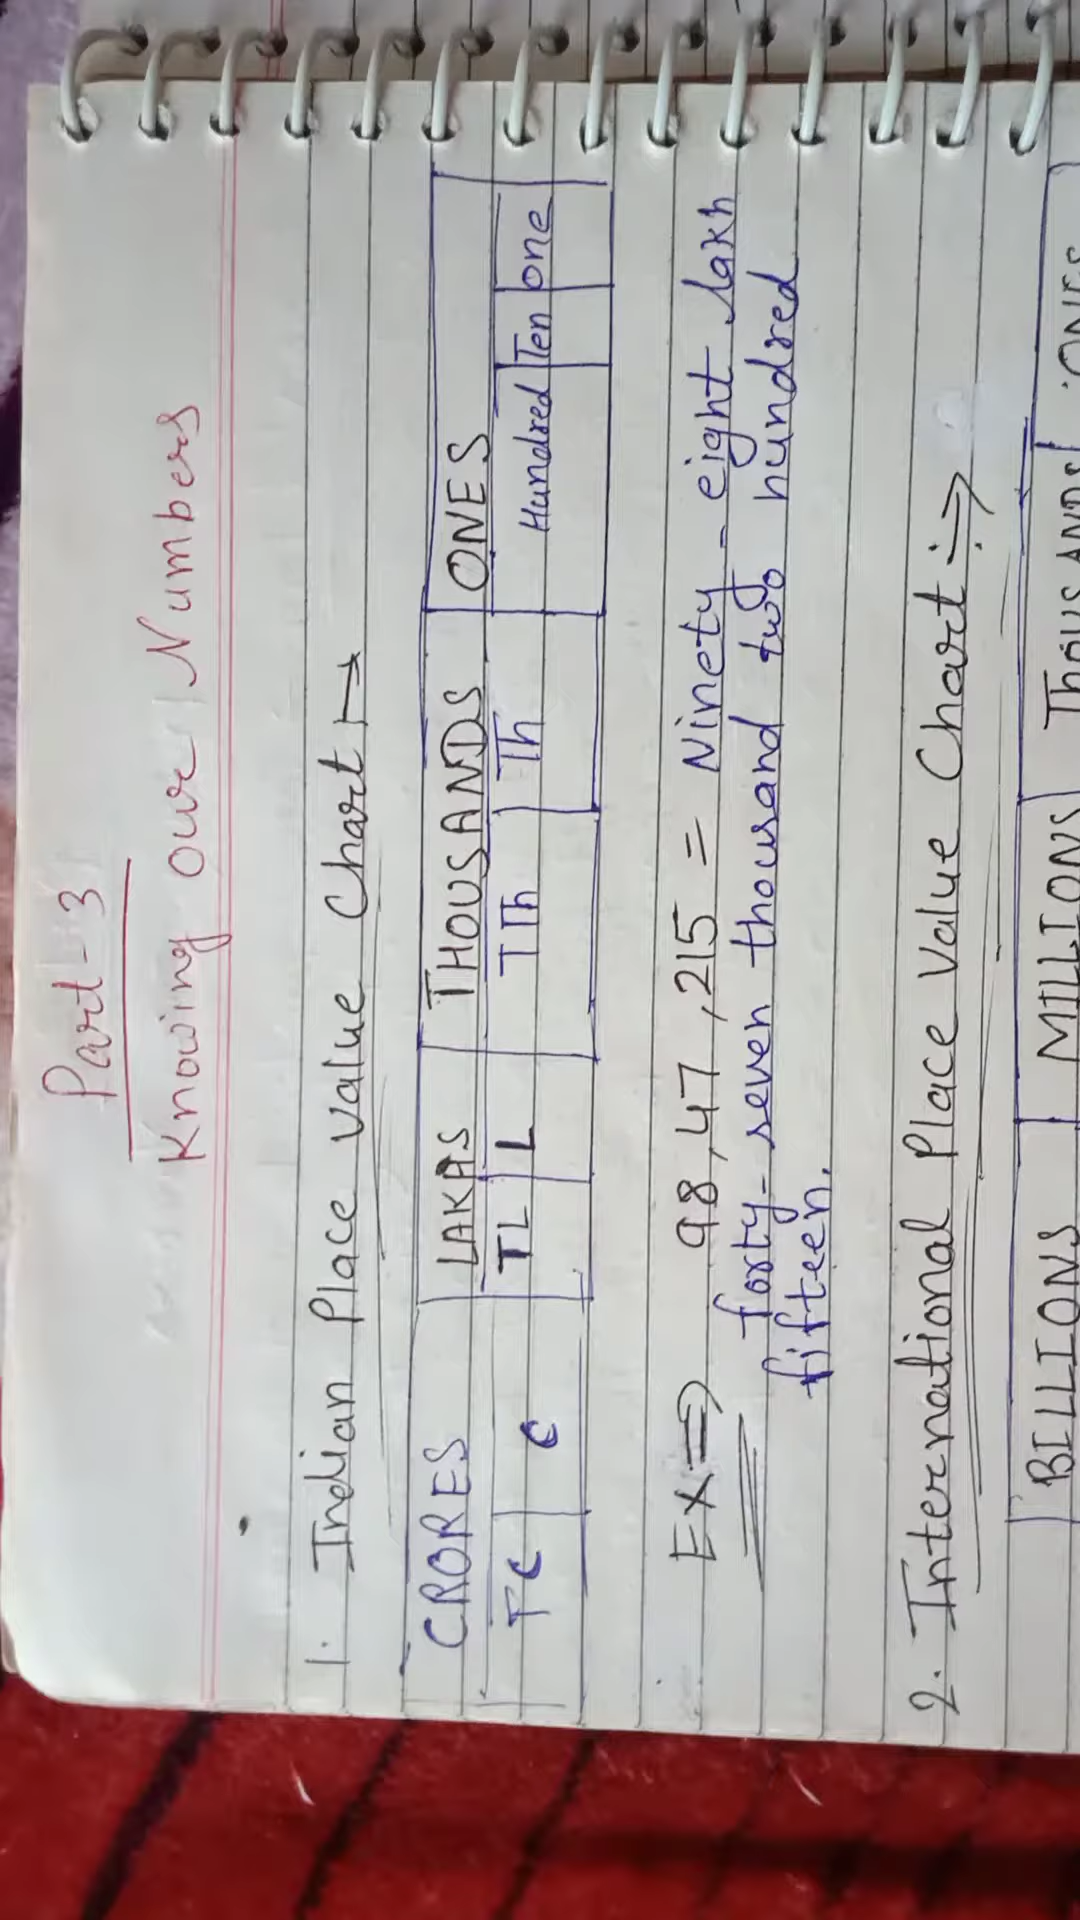 Part-3
Knowing our Numbers
1. Indian Place value Chart →
CRORES LAKHS THOUSANDS ONES
TC C TL L TTh Th Hundred Ten One
Ex ⇒ 98,47,215 = Ninety-eight lakh
forty-seven thousand two hundred
fifteen.
2. International Place Value Chart :⇒
BILLIONS MILLIONS THOUSANDS ONES